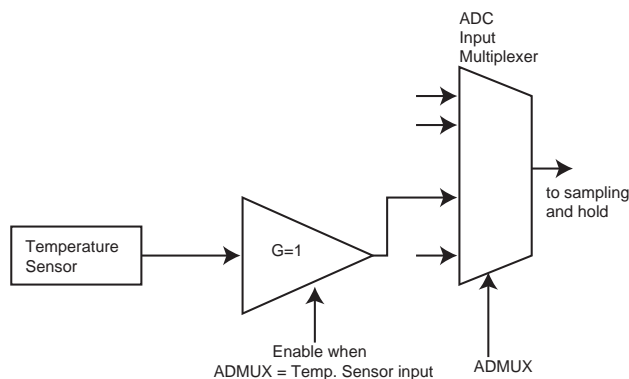 ADC
Input
Multiplexer
to sampling
and hold
Temperature
Sensor
G=1
Enable when
ADMUX = Temp. Sensor input
ADMUX